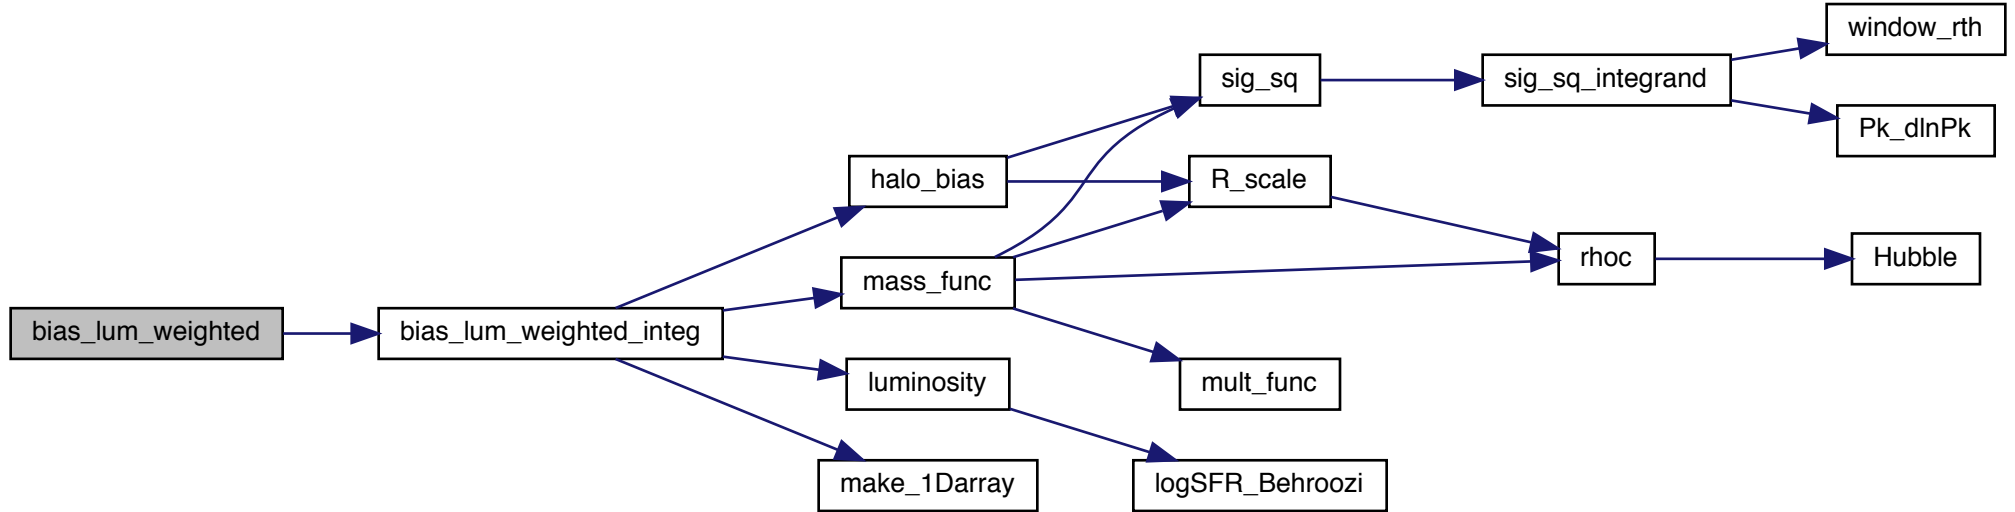 window_rth
sig_sq
sig_sq_integrand
Pk_dlnPk
halo_bias
R_scale
rhoc
Hubble
mass_func
bias_lum_weighted
bias_lum_weighted_integ
luminosity
mult_func
make_1Darray
logSFR_Behroozi